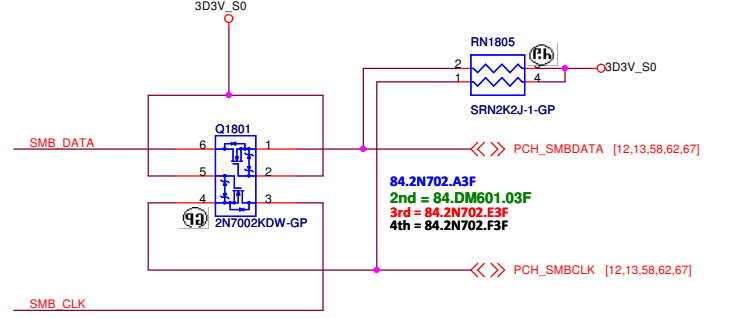 3D3V_S0
RN1805
2
3
1
4
3D3V_S0
SRN2K2J-1-GP
Q1801
SMB_DATA
6
1
PCH_SMBDATA [12,13,58,62,67]
5
2
84.2N702.A3F
2nd = 84.DM601.03F
4
3
3rd = 84.2N702.E3F
2N7002KDW-GP
4th = 84.2N702.F3F
PCH_SMBCLK [12,13,58,62,67]
SMB_CLK